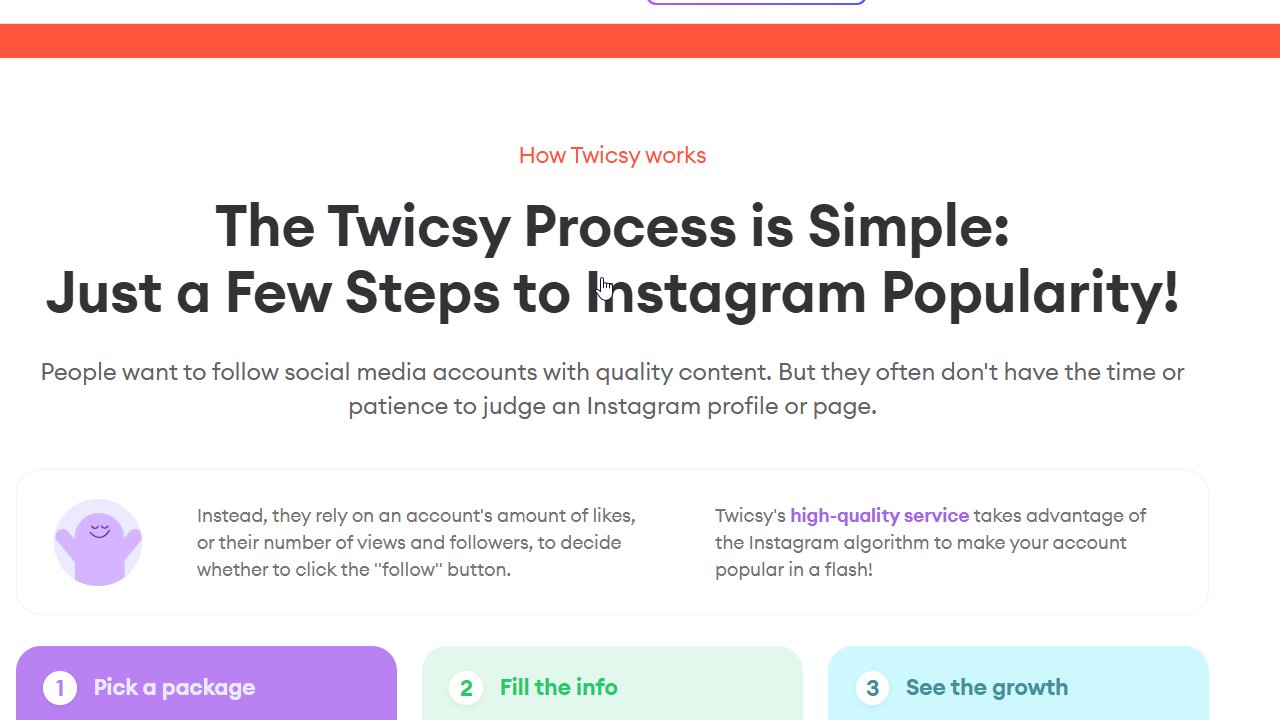 How Twicsy works
The Twicsy Process is Simple:
Just a Few Steps to Instagram Popularity!
People want to follow social media accounts with quality content. But they often don't have the time or
patience to judge an Instagram profile or page.
Instead, they rely on an account's amount of likes,
or their number of views and followers, to decide
whether to click the "follow" button.
Twicsy's high-quality service takes advantage of
the Instagram algorithm to make your account
popular in a flash!
1 Pick a package
2 Fill the info
3 See the growth